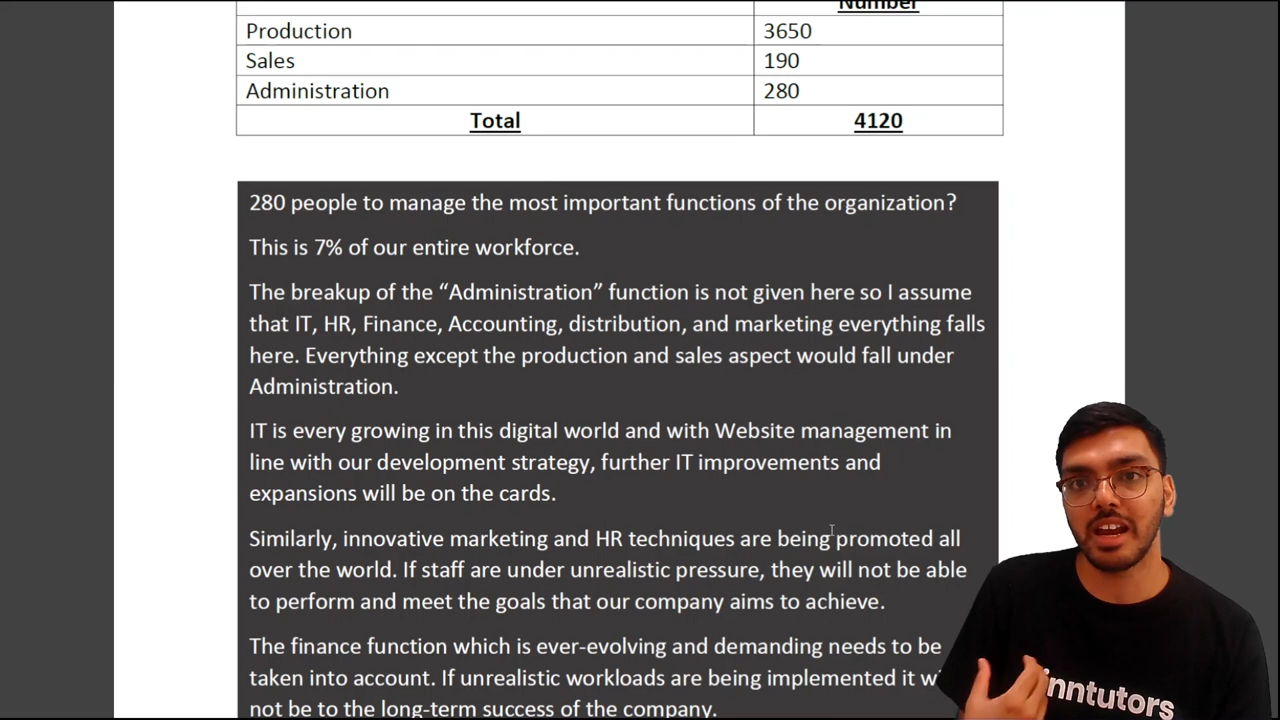 Number
Production 3650
Sales 190
Administration 280
Total 4120
280 people to manage the most important functions of the organization?
This is 7% of our entire workforce.
The breakup of the “Administration” function is not given here so I assume
that IT, HR, Finance, Accounting, distribution, and marketing everything falls
here. Everything except the production and sales aspect would fall under
Administration.
IT is every growing in this digital world and with Website management in
line with our development strategy, further IT improvements and
expansions will be on the cards.
Similarly, innovative marketing and HR techniques are being promoted all
over the world. If staff are under unrealistic pressure, they will not be able
to perform and meet the goals that our company aims to achieve.
The finance function which is ever-evolving and demanding needs to be
taken into account. If unrealistic workloads are being implemented it
not be to the long-term success of the company.
nntutors